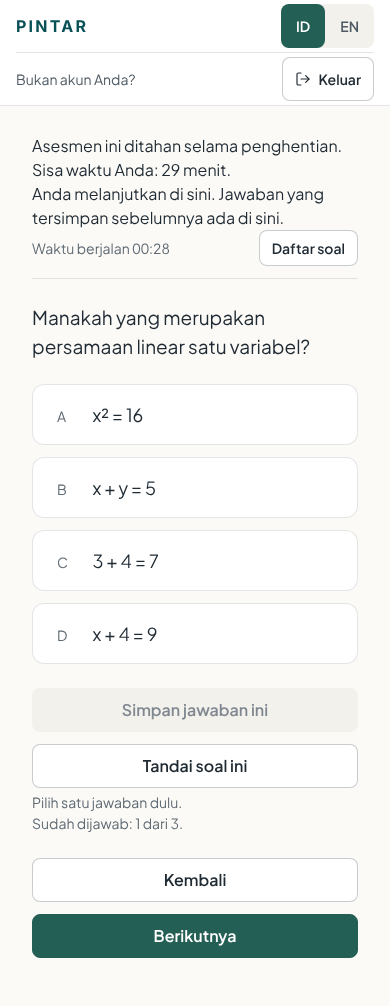 PINTAR
ID
EN
Bukan akun Anda?
Keluar
Asesmen ini ditahan selama penghentian.
Sisa waktu Anda: 29 menit.
Anda melanjutkan di sini. Jawaban yang
tersimpan sebelumnya ada di sini.
Waktu berjalan 00:28
Daftar soal
Manakah yang merupakan
persamaan linear satu variabel?
A x² = 16
B x + y = 5
C 3 + 4 = 7
D x + 4 = 9
Simpan jawaban ini
Tandai soal ini
Pilih satu jawaban dulu.
Sudah dijawab: 1 dari 3.
Kembali
Berikutnya